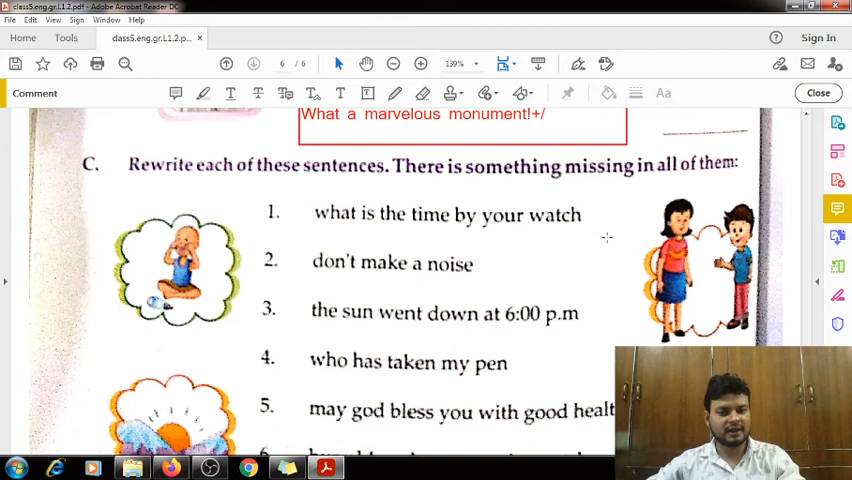 class5.eng.gr.L1.2.pdf - Adobe Acrobat Reader DC
File Edit View Sign Window Help
Home Tools class5.eng.gr.L1.2.p... × Sign In
6 / 6 139%
Comment Aa Close
What a marvelous monument!+/
C. Rewrite each of these sentences. There is something missing in all of them:
1. what is the time by your watch
2. don't make a noise
3. the sun went down at 6:00 p.m
4. who has taken my pen
5. may god bless you with good healt
6.